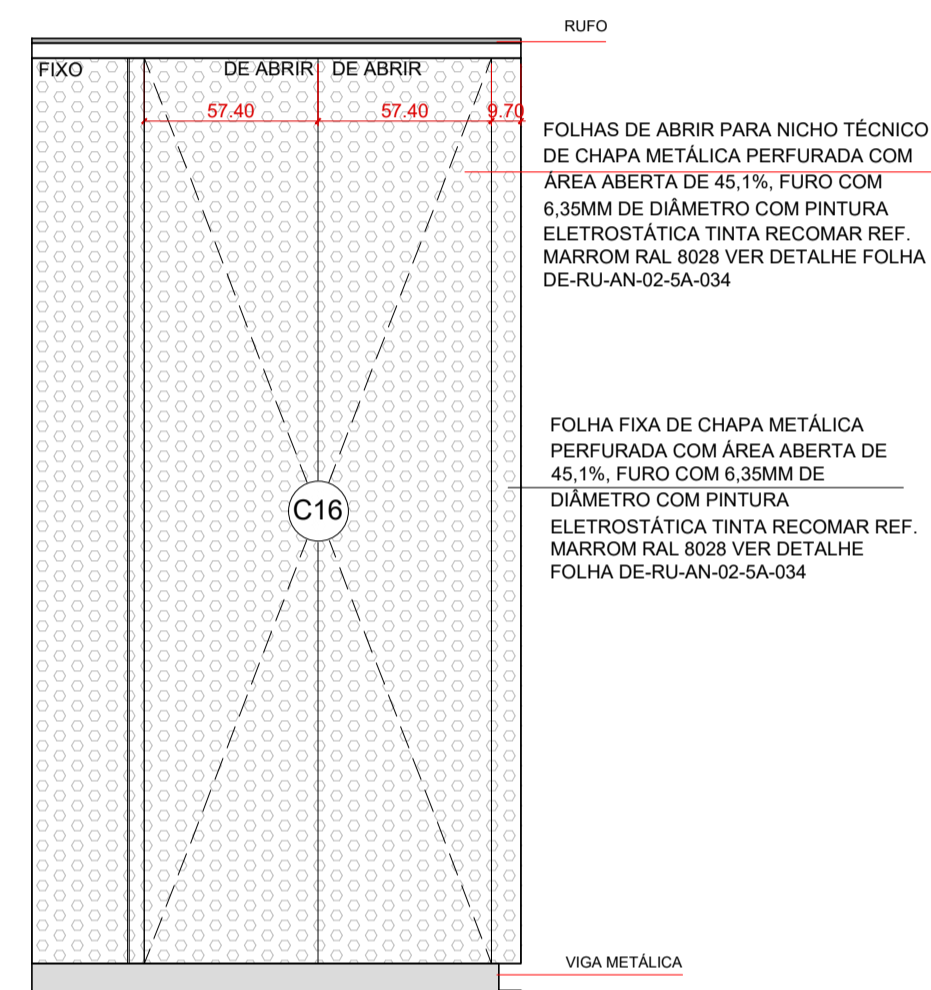 RUFO
FIXO
DE ABRIR
DE ABRIR
57.40
57.40
9.70
FOLHAS DE ABRIR PARA NICHO TÉCNICO
DE CHAPA METÁLICA PERFURADA COM
ÁREA ABERTA DE 45,1%, FURO COM
6,35MM DE DIÂMETRO COM PINTURA
ELETROSTÁTICA TINTA RECOMAR REF.
MARROM RAL 8028 VER DETALHE FOLHA
DE-RU-AN-02-5A-034
FOLHA FIXA DE CHAPA METÁLICA
PERFURADA COM ÁREA ABERTA DE
45,1%, FURO COM 6,35MM DE
DIÂMETRO COM PINTURA
ELETROSTÁTICA TINTA RECOMAR REF.
MARROM RAL 8028 VER DETALHE
FOLHA DE-RU-AN-02-5A-034
C16
VIGA METÁLICA